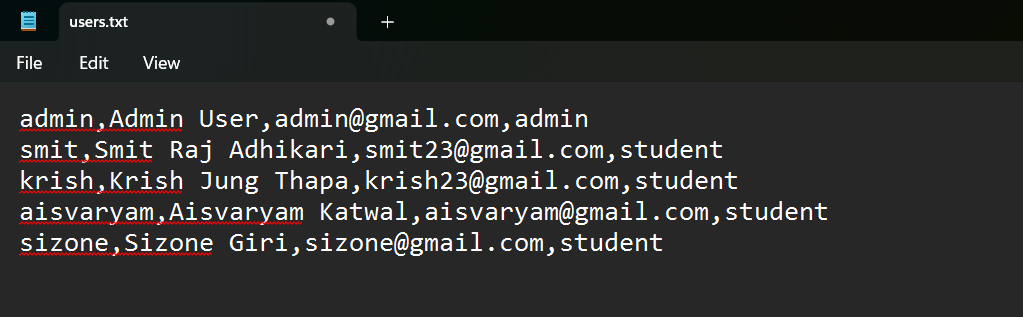 users.txt
File Edit View
admin,Admin User,admin@gmail.com,admin
smit,Smit Raj Adhikari,smit23@gmail.com,student
krish,Krish Jung Thapa,krish23@gmail.com,student
aisvaryam,Aisvaryam Katwal,aisvaryam@gmail.com,student
sizone,Sizone Giri,sizone@gmail.com,student